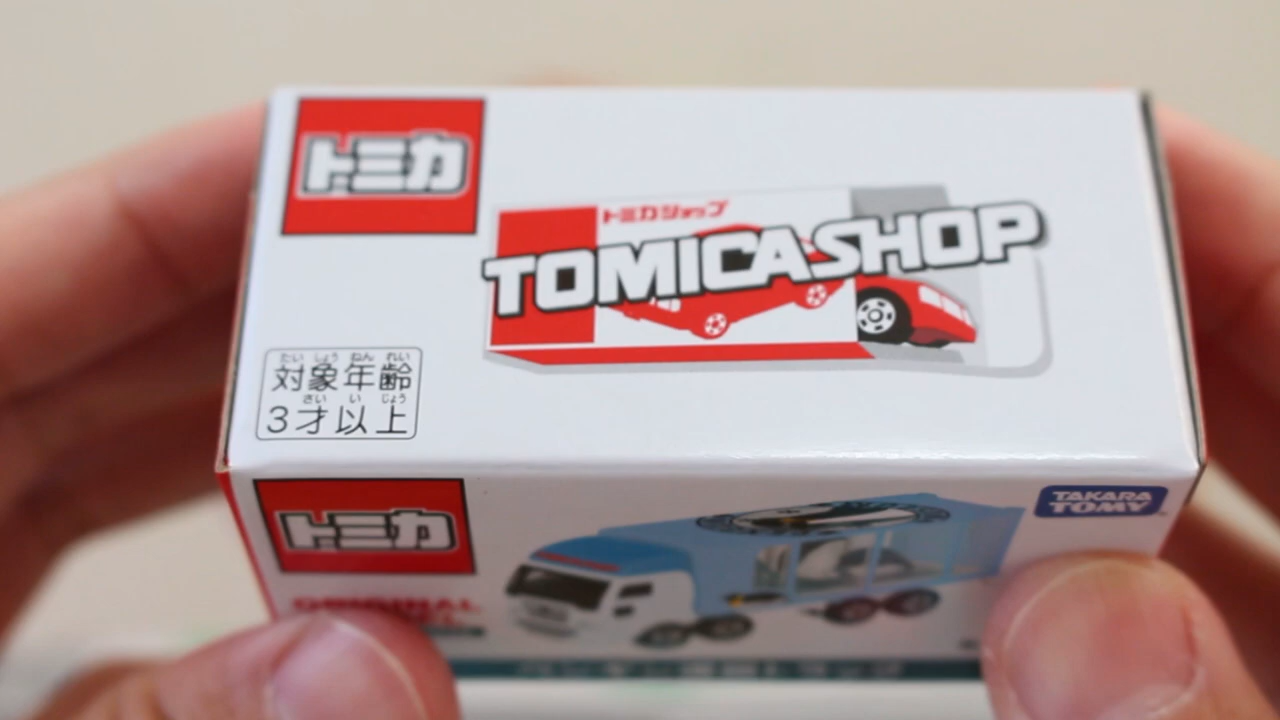 トミカ
トミカショップ
TOMICASHOP
たいしょうねんれい
対象年齢
さいいじょう
3才以上
トミカ
TAKARA
TOMY
ORIGINAL